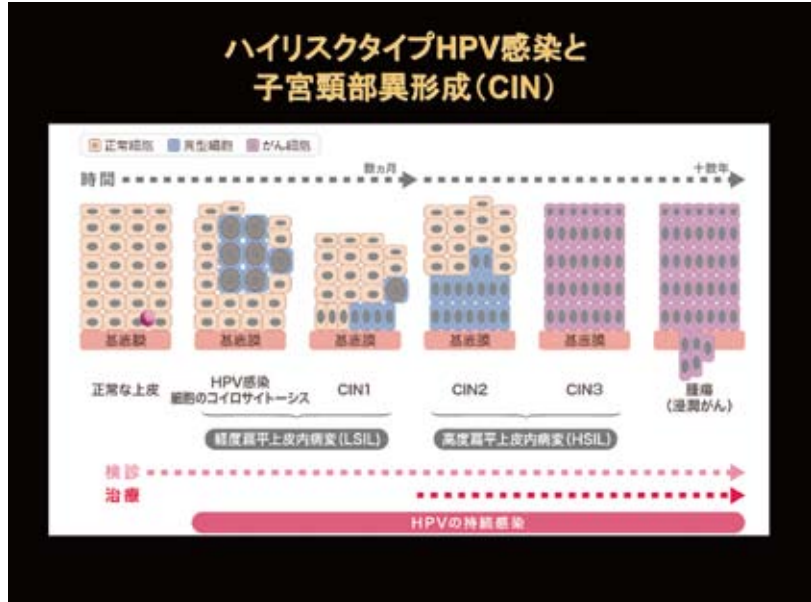 ハイリスクタイプHPV感染と
子宮頸部異形成（CIN）
正常細胞 異型細胞 がん細胞
時間 数ヵ月 十数年
基底膜 基底膜 基底膜 基底膜 基底膜
正常な上皮
HPV感染
細胞のコイロサイトーシス
CIN1
CIN2
CIN3
腫瘍
（浸潤がん）
軽度扁平上皮内病変（LSIL）
高度扁平上皮内病変（HSIL）
検診
治療
HPVの持続感染